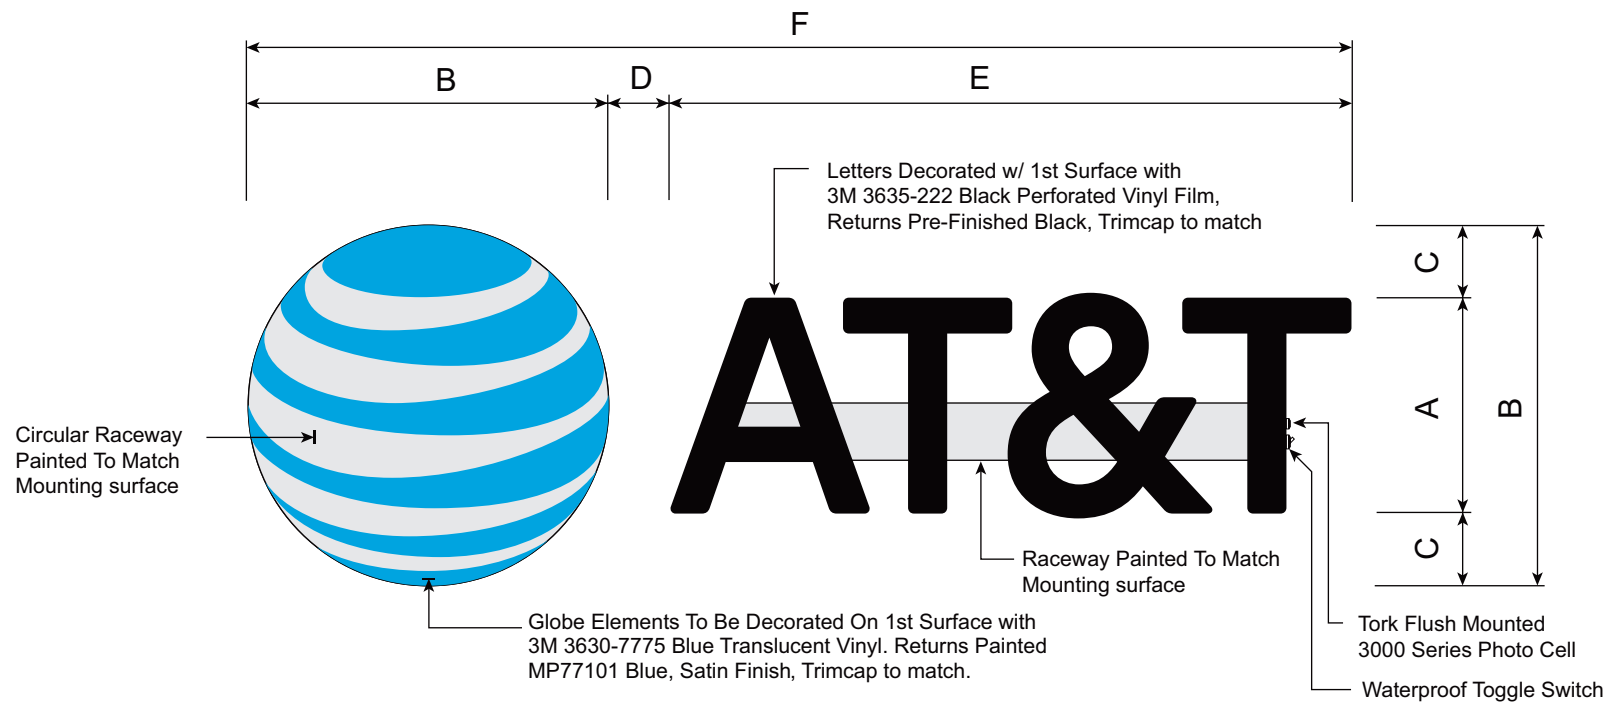 F
B
D
E
Letters Decorated w/ 1st Surface with
3M 3635-222 Black Perforated Vinyl Film,
Returns Pre-Finished Black, Trimcap to match
C
AT&T
A
B
Circular Raceway
Painted To Match
Mounting surface
C
Raceway Painted To Match
Mounting surface
Globe Elements To Be Decorated On 1st Surface with
3M 3630-7775 Blue Translucent Vinyl. Returns Painted
MP77101 Blue, Satin Finish, Trimcap to match.
Tork Flush Mounted
3000 Series Photo Cell
Waterproof Toggle Switch